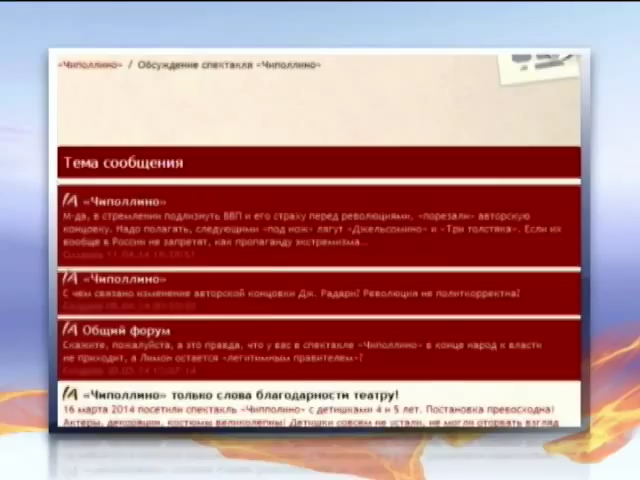 «Чиполлино» / Обсуждение спектакля «Чиполлино»
Тема сообщения
«Чиполлино»
М-да, в стремлении подлизнуть ВВП и его страху перед революциями, «порезали» авторскую
концовку. Надо полагать, следующими «под нож» лягут «Джельсомино» и «Три толстяка». Если их
вообще в России не запретят, как пропаганду экстремизма...
«Чиполлино»
С чем связано изменение авторской концовки Дж. Радари? Революция не политкорректна?
Общий форум
Скажите, пожалуйста, а это правда, что у вас в спектакле «Чиполлино» в конце народ к власти
не приходит, а Лимон остается «легитимным правителем»?
«Чиполлино» только слова благодарности театру!
16 марта 2014 посетили спектакль «Чипполино» с детишками 4 и 5 лет. Постановка превосходна!
Актеры, декорации, костюмы великолепны! Детишки совсем не устали, не могли оторвать взгляд